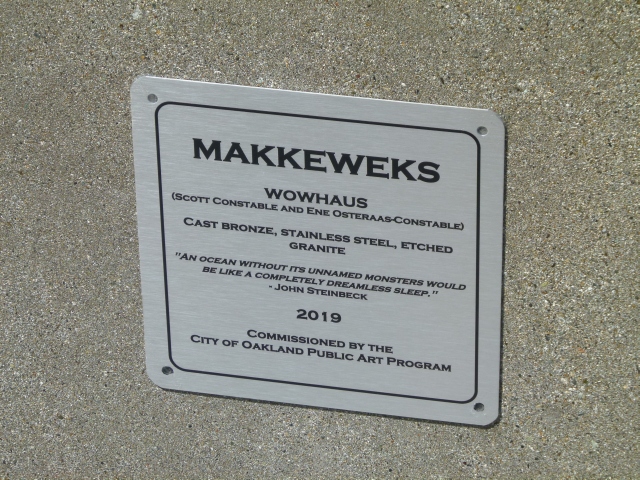 MAKKEWEKS
WOWHAUS
(SCOTT CONSTABLE AND ENE OSTERAAS-CONSTABLE)
CAST BRONZE, STAINLESS STEEL, ETCHED
GRANITE
"AN OCEAN WITHOUT ITS UNNAMED MONSTERS WOULD
BE LIKE A COMPLETELY DREAMLESS SLEEP."
- JOHN STEINBECK
2019
COMMISSIONED BY THE
CITY OF OAKLAND PUBLIC ART PROGRAM